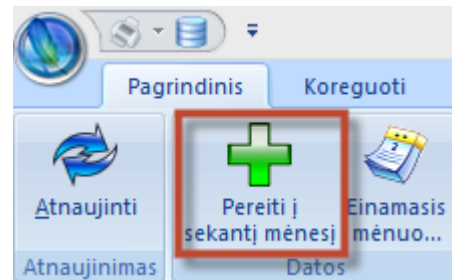 Pagrindinis Koreguoti
Atnaujinti
Pereiti į
sekantį mėnesį
Einamasis
mėnuo...
Atnaujinimas
Datos